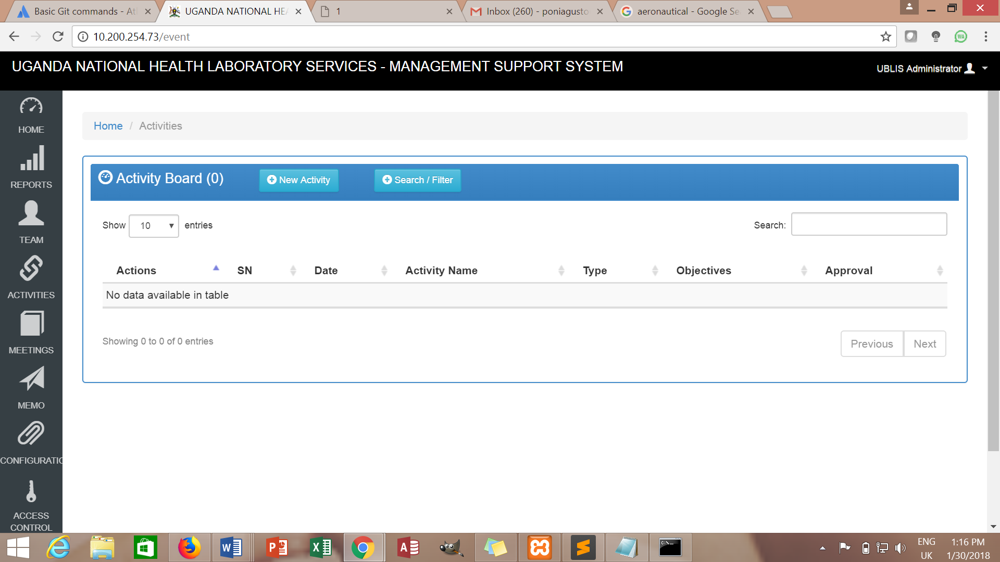 Basic Git commands - Atl
UGANDA NATIONAL HEA
1
Inbox (260) - poniagusto
aeronautical - Google Se
10.200.254.73/event
UGANDA NATIONAL HEALTH LABORATORY SERVICES - MANAGEMENT SUPPORT SYSTEM
UBLIS Administrator
HOME
REPORTS
TEAM
ACTIVITIES
MEETINGS
MEMO
CONFIGURATIO
ACCESS
CONTROL
Home / Activities
Activity Board (0)
New Activity
Search / Filter
Show 10 entries
Search:
Actions SN Date Activity Name Type Objectives Approval
No data available in table
Showing 0 to 0 of 0 entries
Previous Next
ENG
UK
1:16 PM
1/30/2018